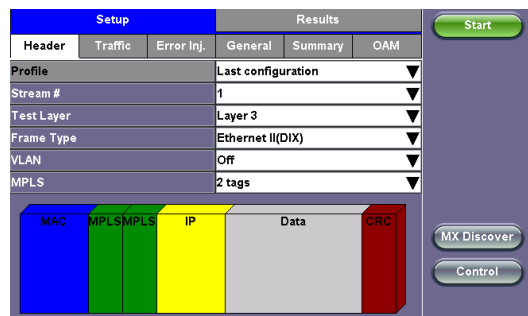 Setup Results Start
Header Traffic Error Inj. General Summary OAM
Profile Last configuration
Stream # 1
Test Layer Layer 3
Frame Type Ethernet II(DIX)
VLAN Off
MPLS 2 tags
MAC MPLS MPLS IP Data CRC
MX Discover
Control